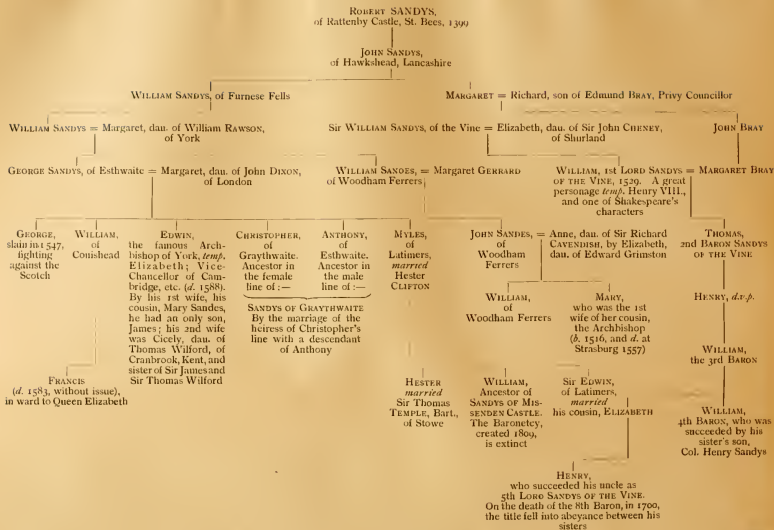 ROBERT SANDYS,
of Rattenby Castle, St. Bees, 1399
JOHN SANDYS,
of Hawkshead, Lancashire
WILLIAM SANDYS, of Furnese Fells
MARGARET = Richard, son of Edmund BRAY, Privy Councillor
WILLIAM SANDYS = Margaret, dau. of William RAWSON,
of York
Sir WILLIAM SANDYS, of the Vine = Elizabeth, dau. of Sir John CHENEY,
of Shurland
JOHN BRAY
GEORGE SANDYS, of Esthwaite = Margaret, dau. of John DIXON,
of London
WILLIAM SANDES, = Margaret GERRARD
of Woodham Ferrers
WILLIAM, 1ST LORD SANDYS = MARGARET BRAY
OF THE VINE, 1529. A great
personage temp. Henry VIII.,
and one of Shakespeare's
characters
GEORGE,
slain in 1547,
fighting
against the
Scotch
WILLIAM,
of
Conishead
EDWIN,
the famous Arch-
bishop of York, temp.
Elizabeth; Vice-
Chancellor of Cam-
bridge, etc. (d. 1588).
By his 1st wife, his
cousin, Mary Sandes,
he had an only son,
James; his 2nd wife
was Cicely, dau. of
Thomas Wilford, of
Cranbrook, Kent, and
sister of Sir James and
Sir Thomas Wilford
CHRISTOPHER,
of
Graythwaite.
Ancestor in
the female
line of :—
ANTHONY,
of
Esthwaite.
Ancestor in
the male
line of :—
SANDYS OF GRAYTHWAITE
By the marriage of the
heiress of Christopher's
line with a descendant
of Anthony
MYLES,
of
Latimers,
married
Hester
CLIFTON
JOHN SANDES, = Anne, dau. of Sir Richard
of
Woodham
Ferrers
CAVENDISH, by Elizabeth,
dau. of Edward Grimston
THOMAS,
2ND BARON SANDYS
OF THE VINE
WILLIAM,
of
Woodham Ferrers
MARY,
who was the 1st
wife of her cousin,
the Archbishop
(b. 1516, and d. at
Strasburg 1557)
HENRY, d.v.p.
WILLIAM,
the 3rd BARON
FRANCIS
(d. 1583, without issue),
in ward to Queen Elizabeth
HESTER
married
Sir Thomas
TEMPLE, Bart.,
of Stowe
WILLIAM,
Ancestor of
SANDYS OF MIS-
SENDEN CASTLE.
The Baronetcy,
created 1809,
is extinct
Sir EDWIN,
of Latimers,
married
his cousin, ELIZABETH
WILLIAM,
4TH BARON, who was
succeeded by his
sister's son,
Col. Henry Sandys
HENRY,
who succeeded his uncle as
5TH LORD SANDYS OF THE VINE.
On the death of the 8th Baron, in 1700,
the title fell into abeyance between his
sisters